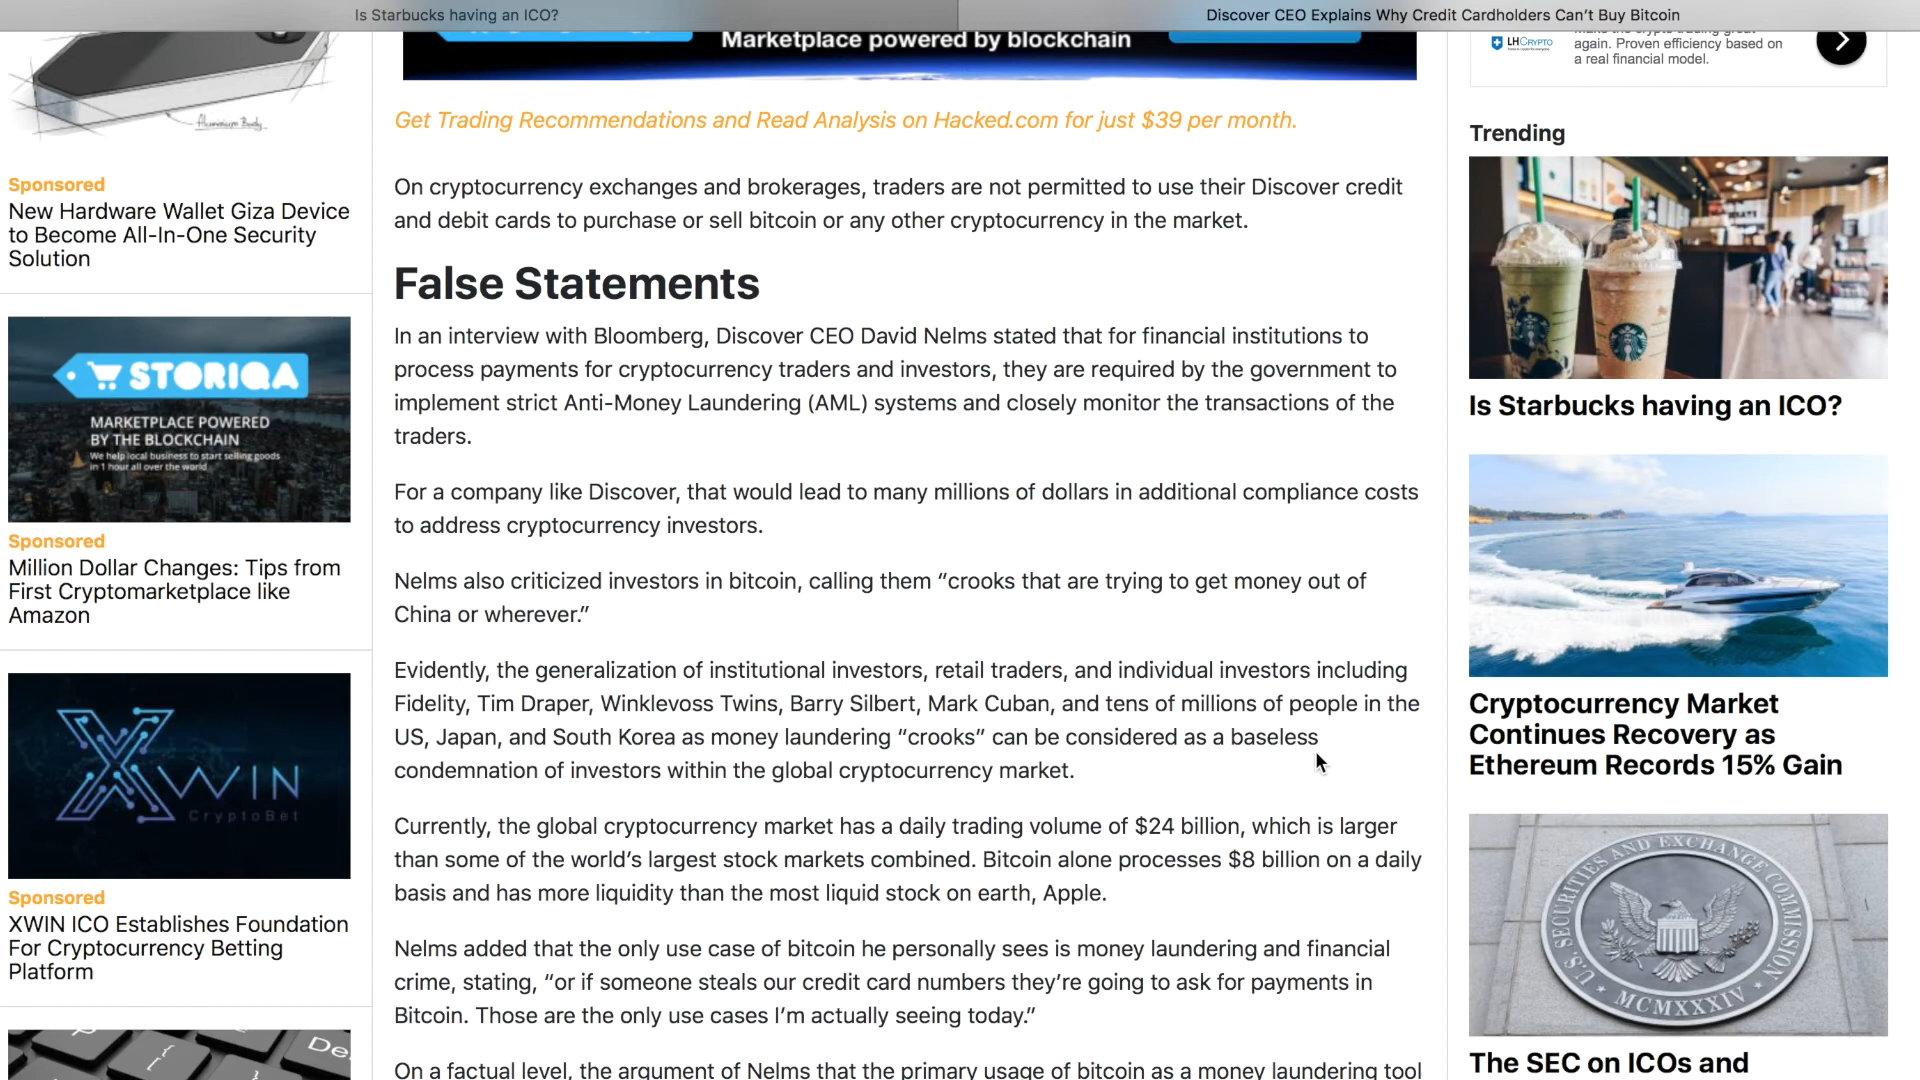 Is Starbucks having an ICO?
Discover CEO Explains Why Credit Cardholders Can’t Buy Bitcoin
Aluminium Body
Sponsored
New Hardware Wallet Giza Device
to Become All-In-One Security
Solution
STORIQA
MARKETPLACE POWERED
BY THE BLOCKCHAIN
We help local business to start selling goods
in 1 hour all over the world
Sponsored
Million Dollar Changes: Tips from
First Cryptomarketplace like
Amazon
XWIN
CryptoBet
Sponsored
XWIN ICO Establishes Foundation
For Cryptocurrency Betting
Platform
Marketplace powered by blockchain
Get Trading Recommendations and Read Analysis on Hacked.com for just $39 per month.
On cryptocurrency exchanges and brokerages, traders are not permitted to use their Discover credit
and debit cards to purchase or sell bitcoin or any other cryptocurrency in the market.
False Statements
In an interview with Bloomberg, Discover CEO David Nelms stated that for financial institutions to
process payments for cryptocurrency traders and investors, they are required by the government to
implement strict Anti-Money Laundering (AML) systems and closely monitor the transactions of the
traders.
For a company like Discover, that would lead to many millions of dollars in additional compliance costs
to address cryptocurrency investors.
Nelms also criticized investors in bitcoin, calling them “crooks that are trying to get money out of
China or wherever.”
Evidently, the generalization of institutional investors, retail traders, and individual investors including
Fidelity, Tim Draper, Winklevoss Twins, Barry Silbert, Mark Cuban, and tens of millions of people in the
US, Japan, and South Korea as money laundering “crooks” can be considered as a baseless
condemnation of investors within the global cryptocurrency market.
Currently, the global cryptocurrency market has a daily trading volume of $24 billion, which is larger
than some of the world’s largest stock markets combined. Bitcoin alone processes $8 billion on a daily
basis and has more liquidity than the most liquid stock on earth, Apple.
Nelms added that the only use case of bitcoin he personally sees is money laundering and financial
crime, stating, “or if someone steals our credit card numbers they’re going to ask for payments in
Bitcoin. Those are the only use cases I’m actually seeing today.”
On a factual level, the argument of Nelms that the primary usage of bitcoin as a money laundering tool
LHCRYPTO
make the crypto trading great
again. Proven efficiency based on
a real financial model.
Trending
Is Starbucks having an ICO?
Cryptocurrency Market
Continues Recovery as
Ethereum Records 15% Gain
U.S. SECURITIES AND EXCHANGE COMMISSION
MCMXXXIV
The SEC on ICOs and